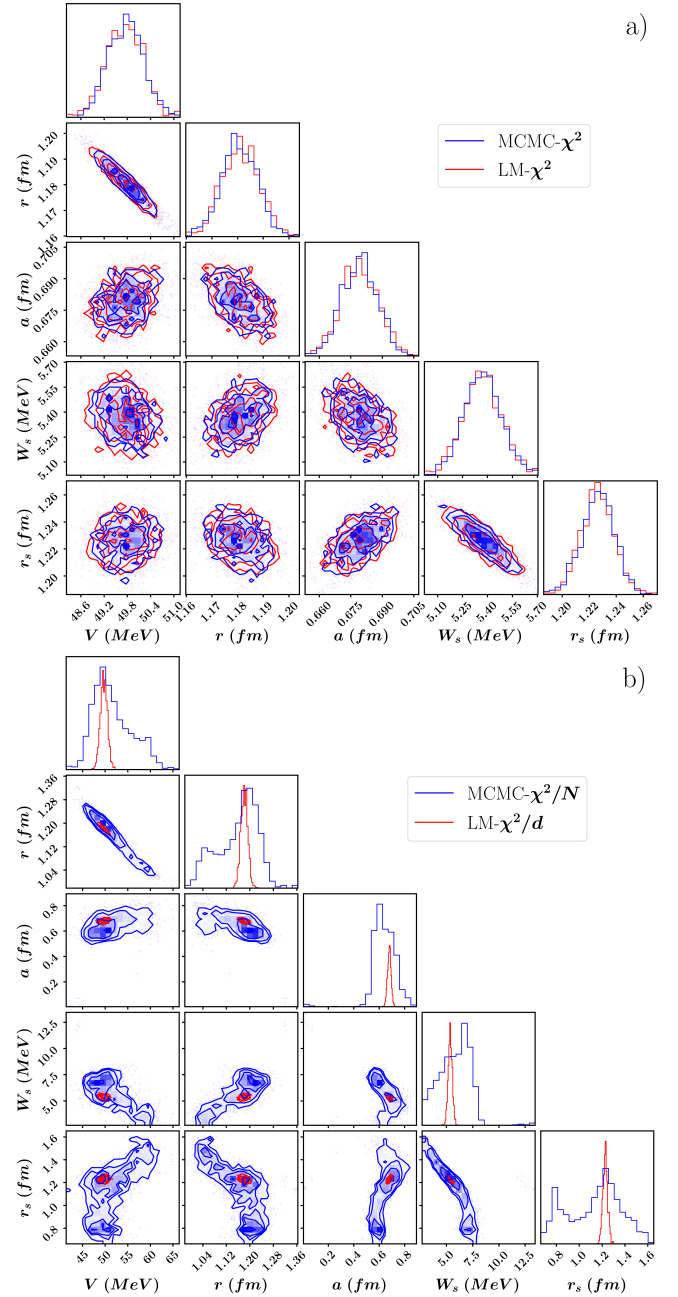 a)
MCMC-χ²
LM-χ²
1.20
1.19
1.18
1.17
1.16
r (fm)
0.705
0.690
0.675
0.660
a (fm)
5.70
5.55
5.40
5.25
5.10
W_s (MeV)
1.26
1.24
1.22
1.20
r_s (fm)
48.6 49.2 49.8 50.4 51.0
1.16 1.17 1.18 1.19 1.20
0.660 0.675 0.690 0.705
5.10 5.25 5.40 5.55 5.70
1.20 1.22 1.24 1.26
V (MeV) r (fm) a (fm) W_s (MeV) r_s (fm)
b)
MCMC-χ²/N
LM-χ²/d
1.36
1.28
1.20
1.12
1.04
r (fm)
0.8
0.6
0.4
0.2
a (fm)
12.5
10.0
7.5
5.0
W_s (MeV)
1.6
1.4
1.2
1.0
0.8
r_s (fm)
45 50 55 60 65
1.04 1.12 1.20 1.28 1.36
0.2 0.4 0.6 0.8
5.0 7.5 10.0 12.5
0.8 1.0 1.2 1.4 1.6
V (MeV) r (fm) a (fm) W_s (MeV) r_s (fm)